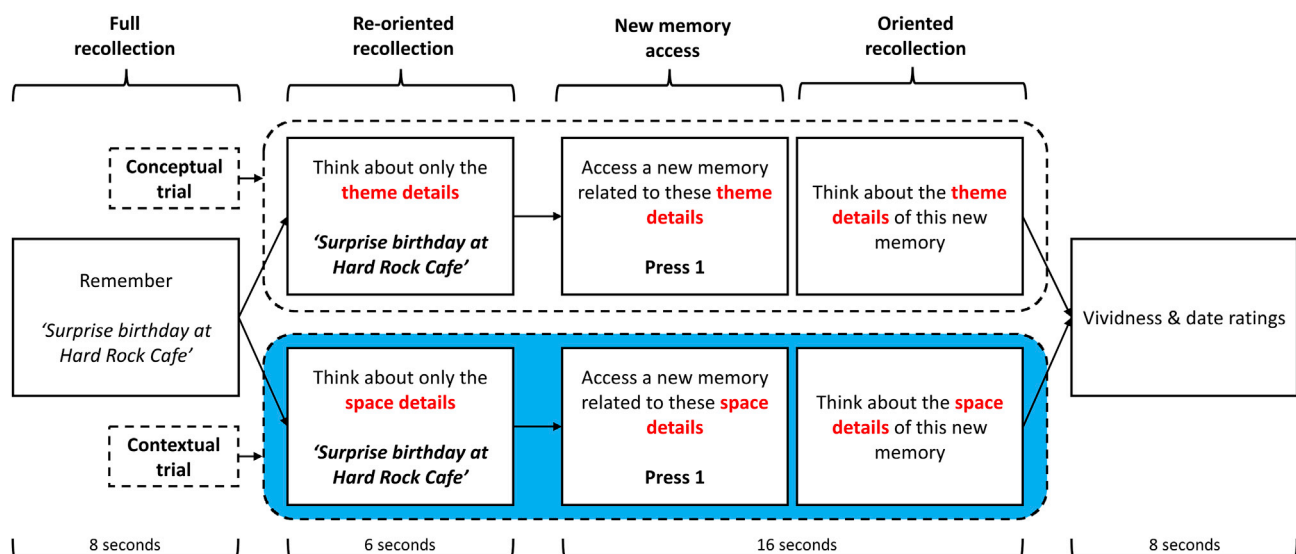 Full
recollection
Re-oriented
recollection
New memory
access
Oriented
recollection
Conceptual
trial
Think about only the
theme details
‘Surprise birthday at
Hard Rock Cafe’
Access a new memory
related to these theme
details
Press 1
Think about the theme
details of this new
memory
Remember
‘Surprise birthday at
Hard Rock Cafe’
Vividness & date ratings
Contextual
trial
Think about only the
space details
‘Surprise birthday at
Hard Rock Cafe’
Access a new memory
related to these space
details
Press 1
Think about the space
details of this new
memory
8 seconds
6 seconds
16 seconds
8 seconds